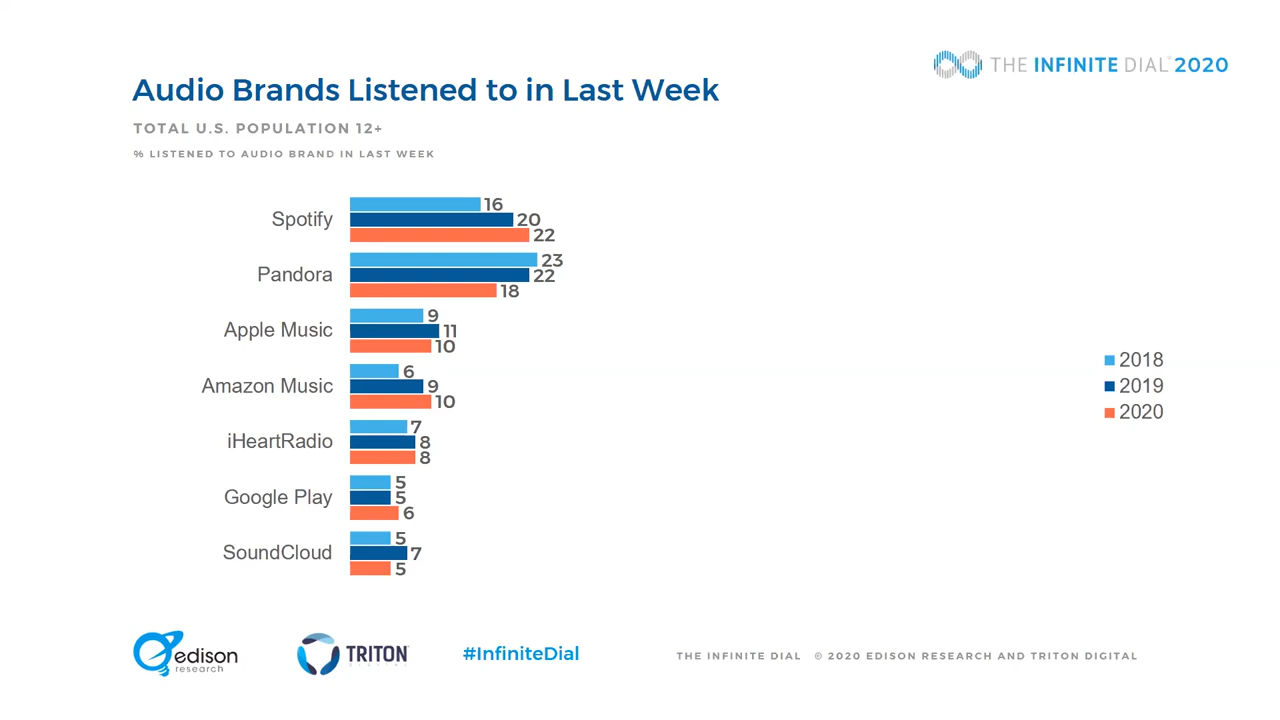 THE INFINITE DIAL 2020
Audio Brands Listened to in Last Week
TOTAL U.S. POPULATION 12+
% LISTENED TO AUDIO BRAND IN LAST WEEK
Spotify
16
20
22
Pandora
23
22
18
Apple Music
9
11
10
Amazon Music
6
9
10
iHeartRadio
7
8
8
Google Play
5
5
6
SoundCloud
5
7
5
2018
2019
2020
edison
research
TRITON
#InfiniteDial
THE INFINITE DIAL © 2020 EDISON RESEARCH AND TRITON DIGITAL